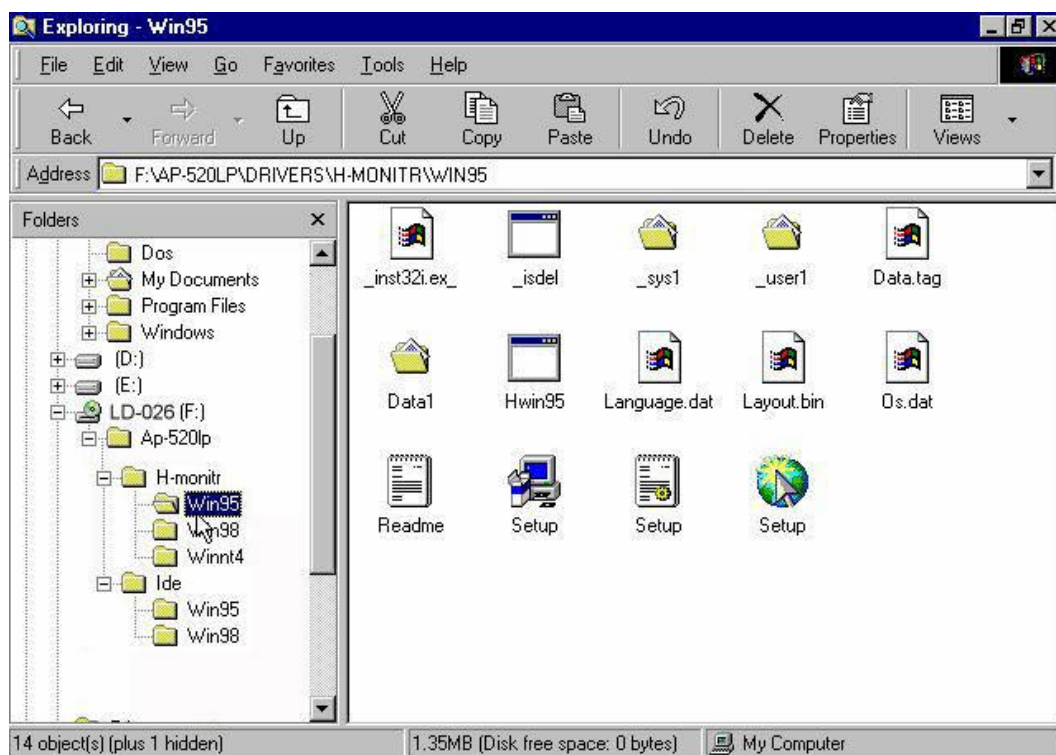 Exploring - Win95
File Edit View Go Favorites Tools Help
Back Forward Up Cut Copy Paste Undo Delete Properties Views
Address F:\AP-520LP\DRIVERS\H-MONITR\WIN95
Folders
Dos
My Documents
Program Files
Windows
(D:)
(E:)
LD-026 (F:)
Ap-520lp
H-monitr
Win95
Win98
Winnt4
Ide
Win95
Win98
_inst32i.ex_ _isdel _sys1 _user1 Data.tag
Data1 Hwin95 Language.dat Layout.bin Os.dat
Readme Setup Setup Setup
14 object(s) (plus 1 hidden) 1.35MB (Disk free space: 0 bytes) My Computer